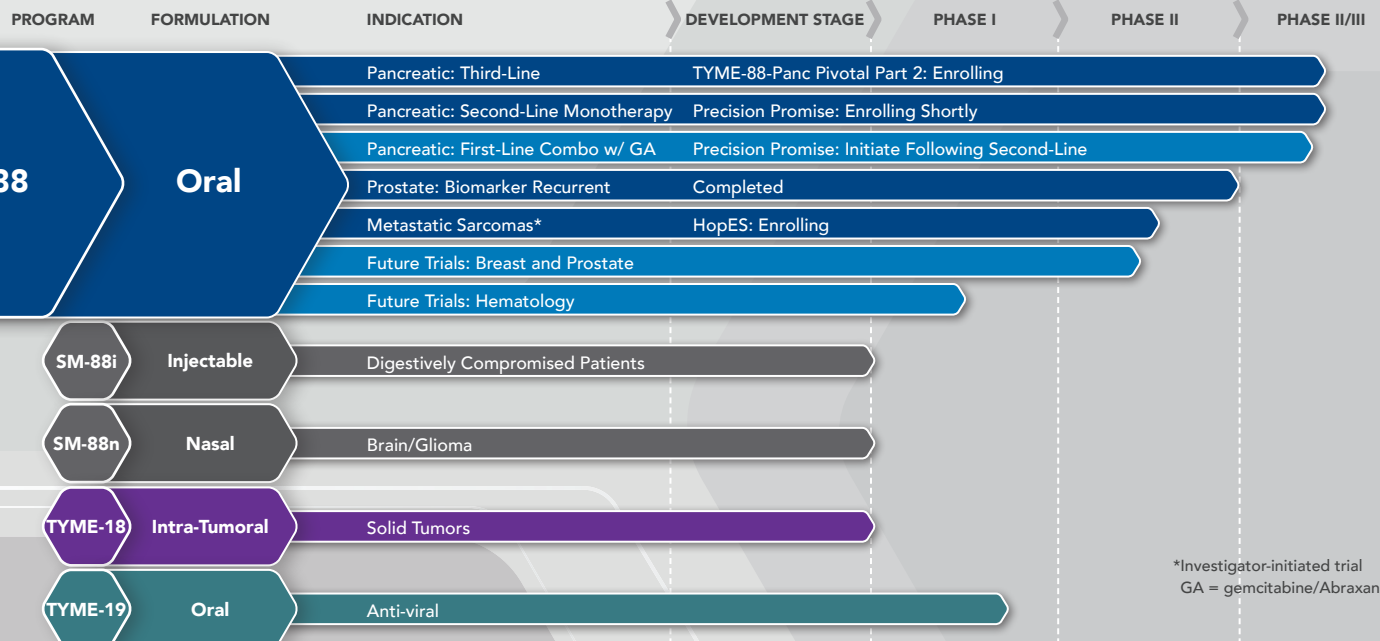 PROGRAM FORMULATION INDICATION DEVELOPMENT STAGE PHASE I PHASE II PHASE II/III
Pancreatic: Third-Line TYME-88-Panc Pivotal Part 2: Enrolling
Pancreatic: Second-Line Monotherapy Precision Promise: Enrolling Shortly
Pancreatic: First-Line Combo w/ GA Precision Promise: Initiate Following Second-Line
88 Oral
Prostate: Biomarker Recurrent Completed
Metastatic Sarcomas* HopES: Enrolling
Future Trials: Breast and Prostate
Future Trials: Hematology
SM-88i Injectable Digestively Compromised Patients
SM-88n Nasal Brain/Glioma
TYME-18 Intra-Tumoral Solid Tumors
*Investigator-initiated trial
GA = gemcitabine/Abraxan
TYME-19 Oral Anti-viral